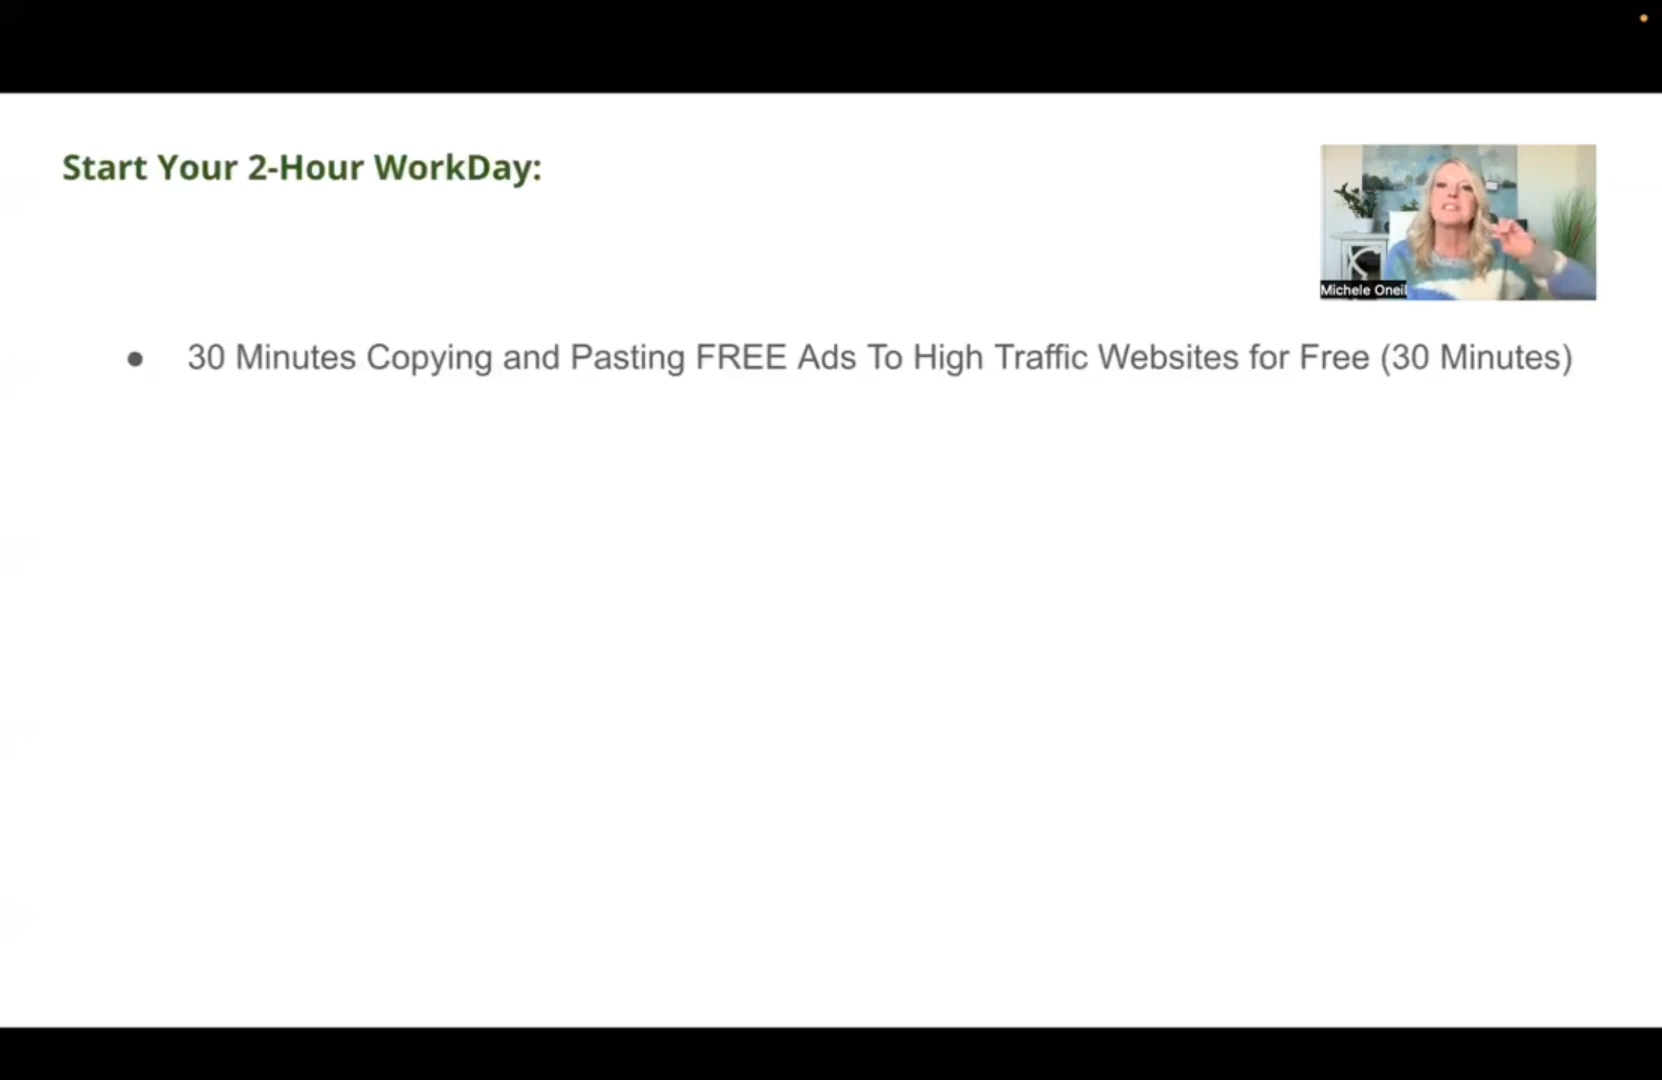 Start Your 2-Hour WorkDay:
Michele Oneil
● 30 Minutes Copying and Pasting FREE Ads To High Traffic Websites for Free (30 Minutes)